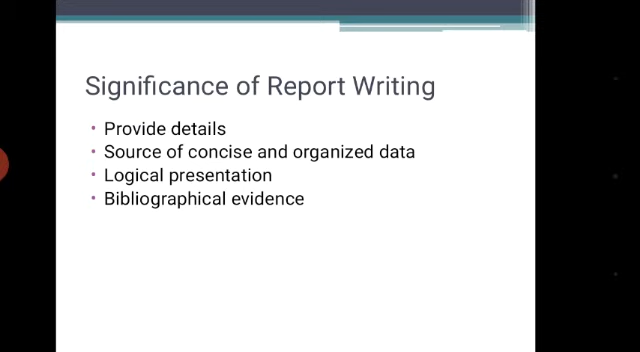 Significance of Report Writing
• Provide details
• Source of concise and organized data
• Logical presentation
• Bibliographical evidence